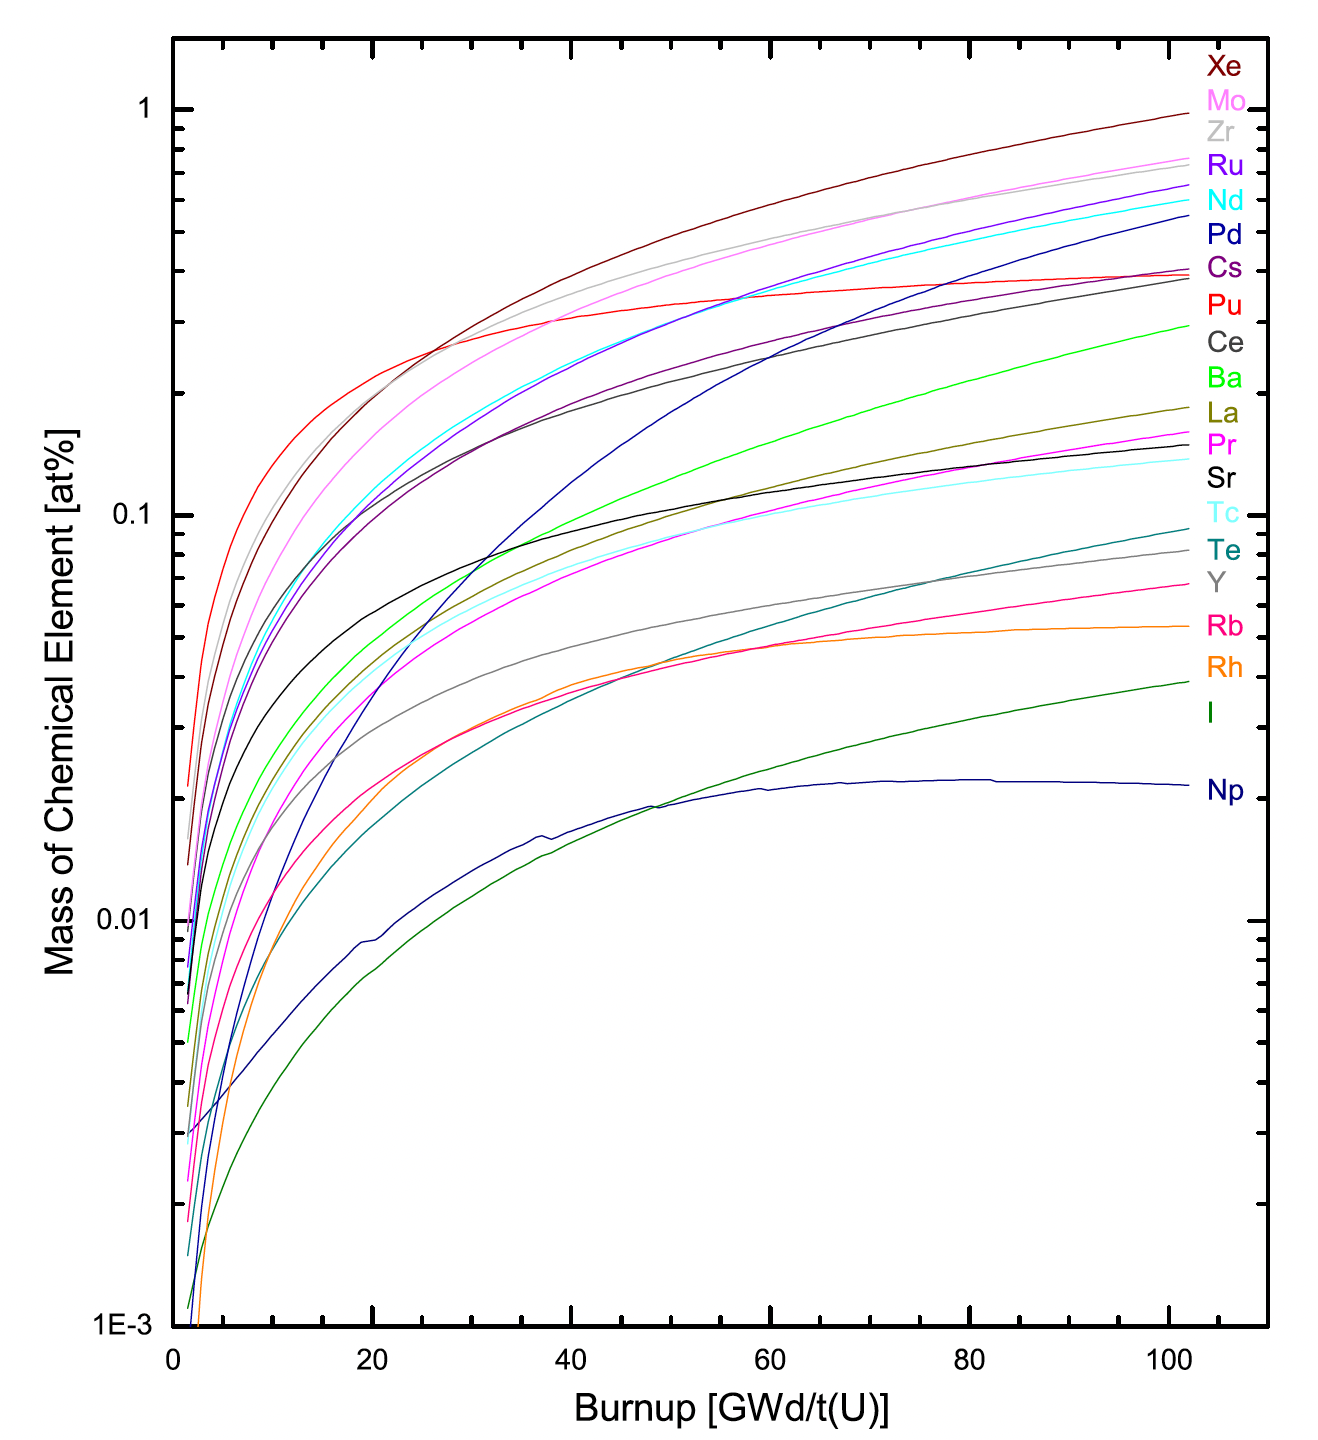 Xe
1
Mo
Zr
Ru
Nd
Pd
Cs
Pu
Ce
Ba
La
Pr
Sr
0.1
Tc
Te
Y
Rb
Rh
I
Np
0.01
1E-3
Mass of Chemical Element [at%]
0 20 40 60 80 100
Burnup [GWd/t(U)]